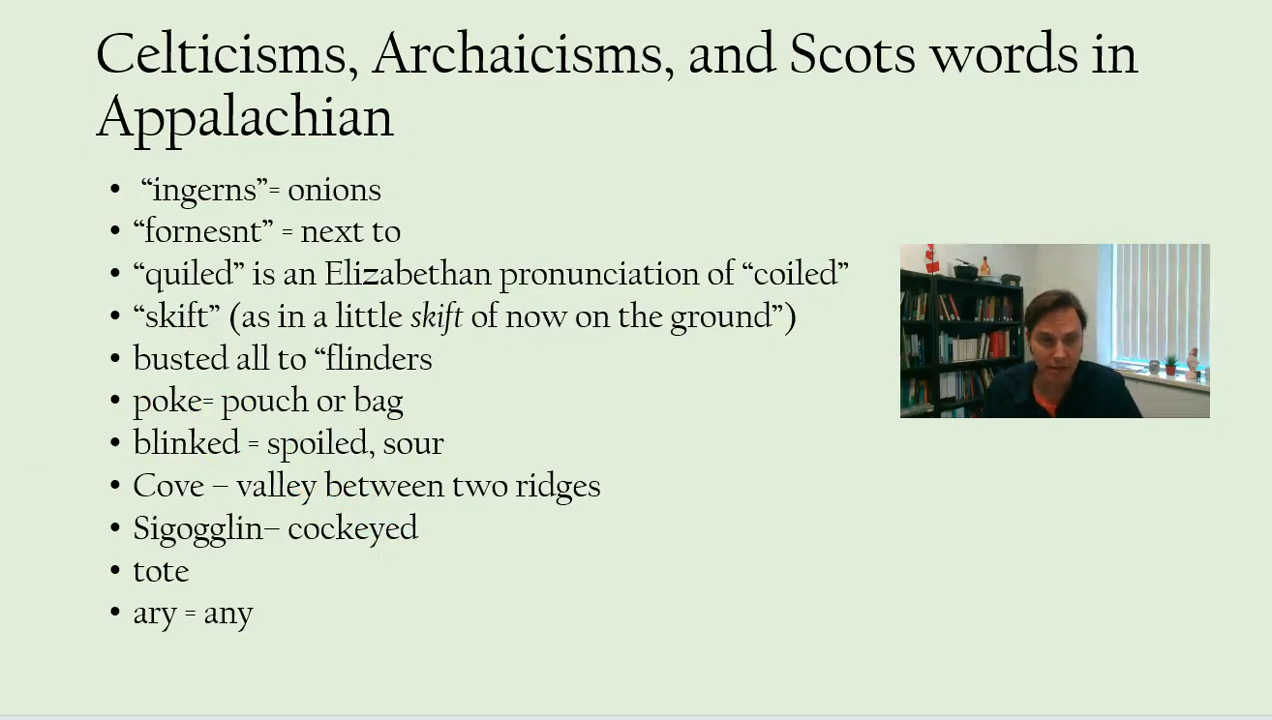 Celticisms, Archaicisms, and Scots words in
Appalachian
• “ingerns”= onions
• “fornesnt” = next to
• “quiled” is an Elizabethan pronunciation of “coiled”
• “skift” (as in a little skift of now on the ground”)
• busted all to “flinders
• poke= pouch or bag
• blinked = spoiled, sour
• Cove – valley between two ridges
• Sigogglin– cockeyed
• tote
• ary = any